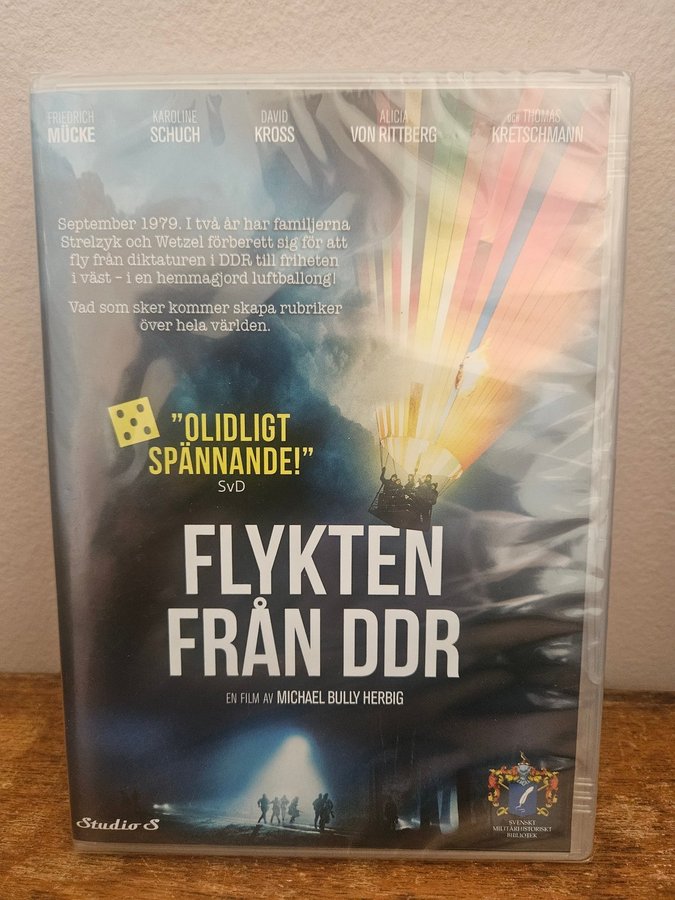 FRIEDRICH MÜCKE
KAROLINE SCHUCH
DAVID KROSS
ALICIA VON RITTBERG
OCH THOMAS KRETSCHMANN
September 1979. I två år har familjerna
Strelzyk och Wetzel förberett sig för att
fly från diktaturen i DDR till friheten
i väst – i en hemmagjord luftballong!
Vad som sker kommer skapa rubriker
över hela världen.
”OLIDLIGT
SPÄNNANDE!”
SvD
FLYKTEN
FRÅN DDR
EN FILM AV MICHAEL BULLY HERBIG
Studio S
SVENSKT
MILITÄRHISTORISKT
BIBLIOTEK